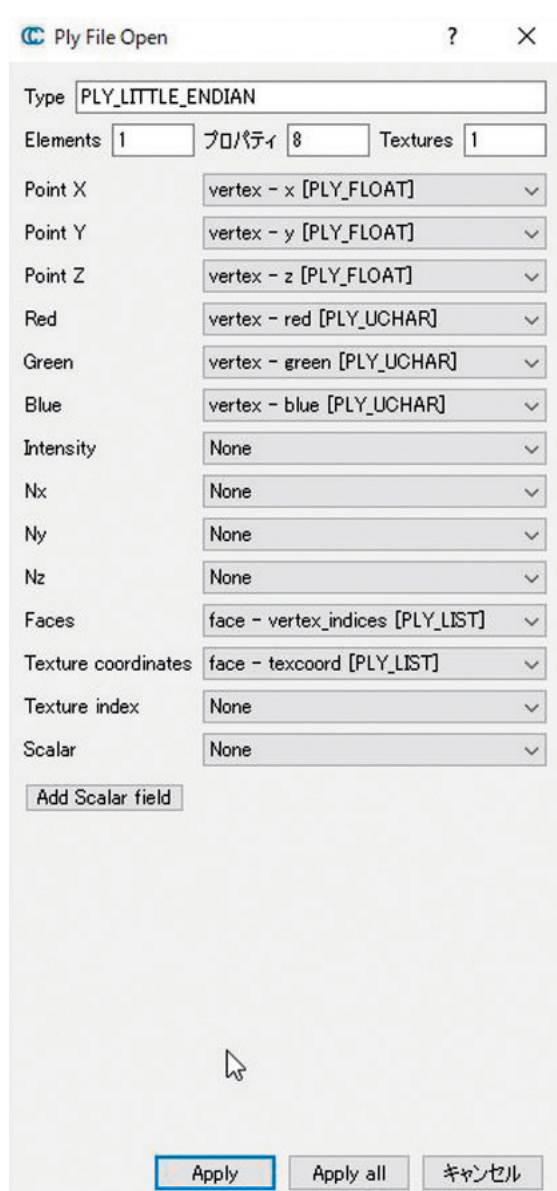 Ply File Open ? ×
Type PLY_LITTLE_ENDIAN
Elements 1 プロパティ 8 Textures 1
Point X vertex - x [PLY_FLOAT]
Point Y vertex - y [PLY_FLOAT]
Point Z vertex - z [PLY_FLOAT]
Red vertex - red [PLY_UCHAR]
Green vertex - green [PLY_UCHAR]
Blue vertex - blue [PLY_UCHAR]
Intensity None
Nx None
Ny None
Nz None
Faces face - vertex_indices [PLY_LIST]
Texture coordinates face - texcoord [PLY_LIST]
Texture index None
Scalar None
Add Scalar field
Apply Apply all キャンセル